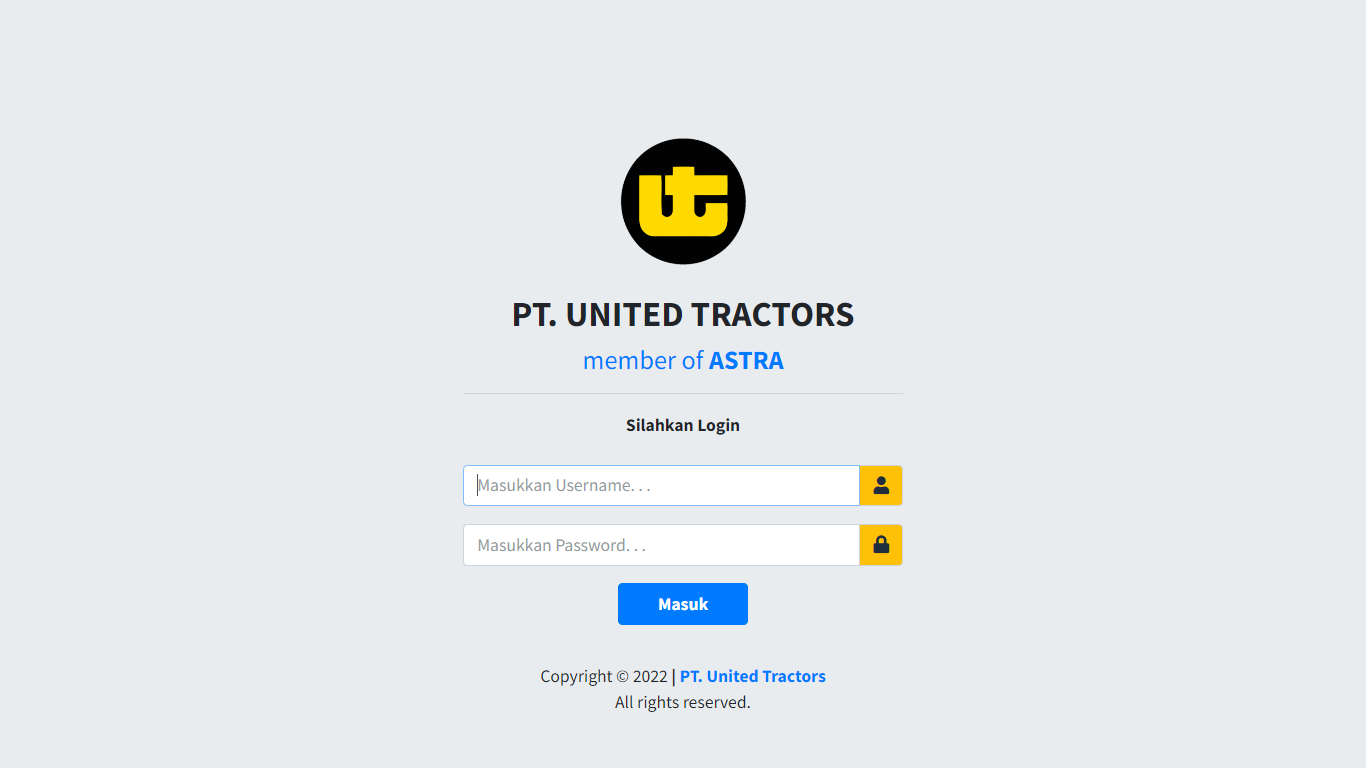 ut
PT. UNITED TRACTORS
member of ASTRA
Silahkan Login
Masukkan Username. . .
Masukkan Password. . .
Masuk
Copyright © 2022 | PT. United Tractors
All rights reserved.